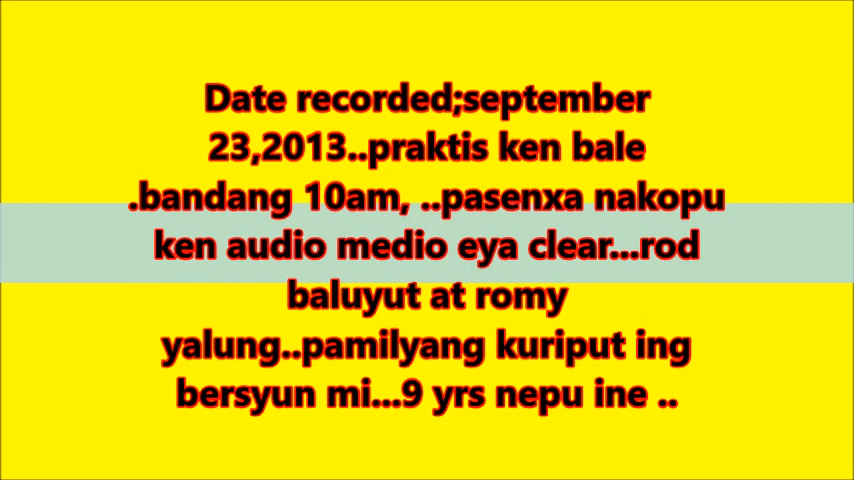 Date recorded;september
23,2013..praktis ken bale
.bandang 10am, ..pasenxa nakopu
ken audio medio eya clear...rod
baluyut at romy
yalung..pamilyang kuriput ing
bersyun mi...9 yrs nepu ine ..